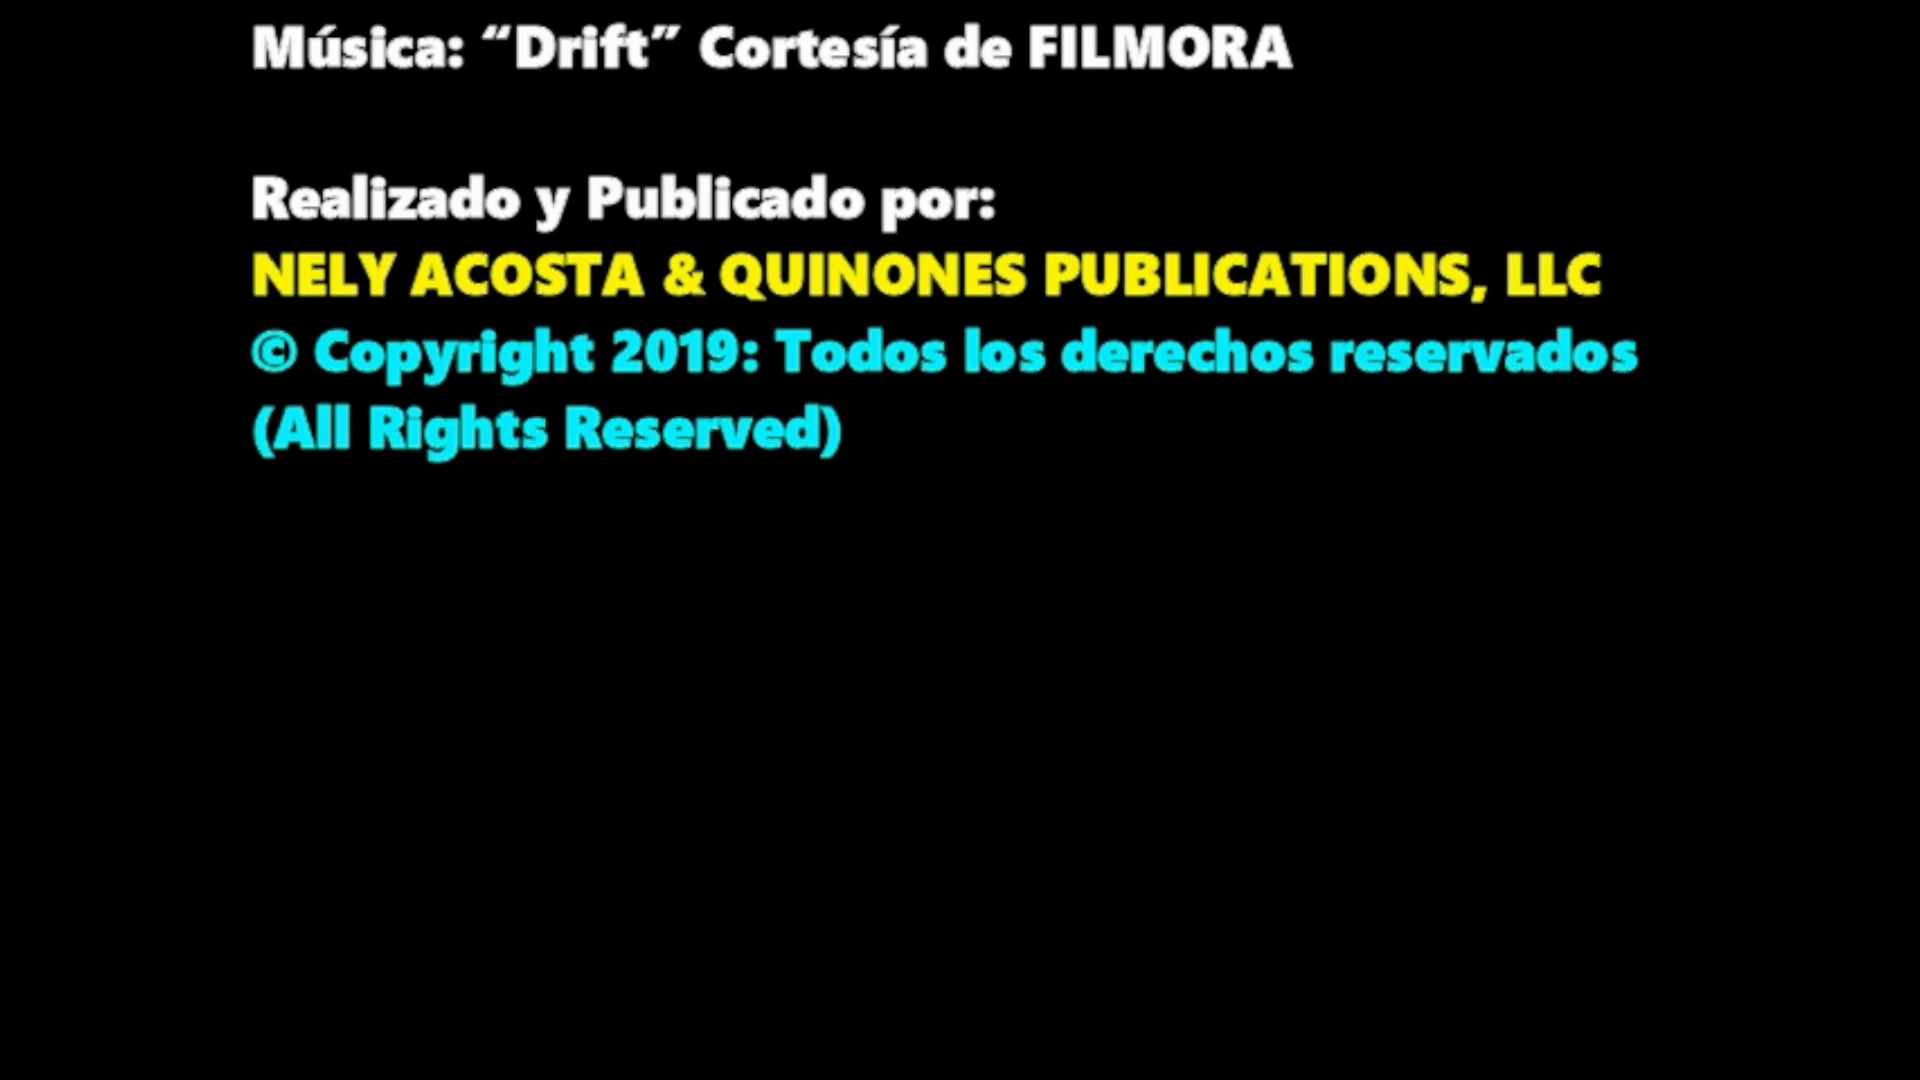 Música: “Drift” Cortesía de FILMORA
Realizado y Publicado por:
NELY ACOSTA & QUINONES PUBLICATIONS, LLC
© Copyright 2019: Todos los derechos reservados
(All Rights Reserved)